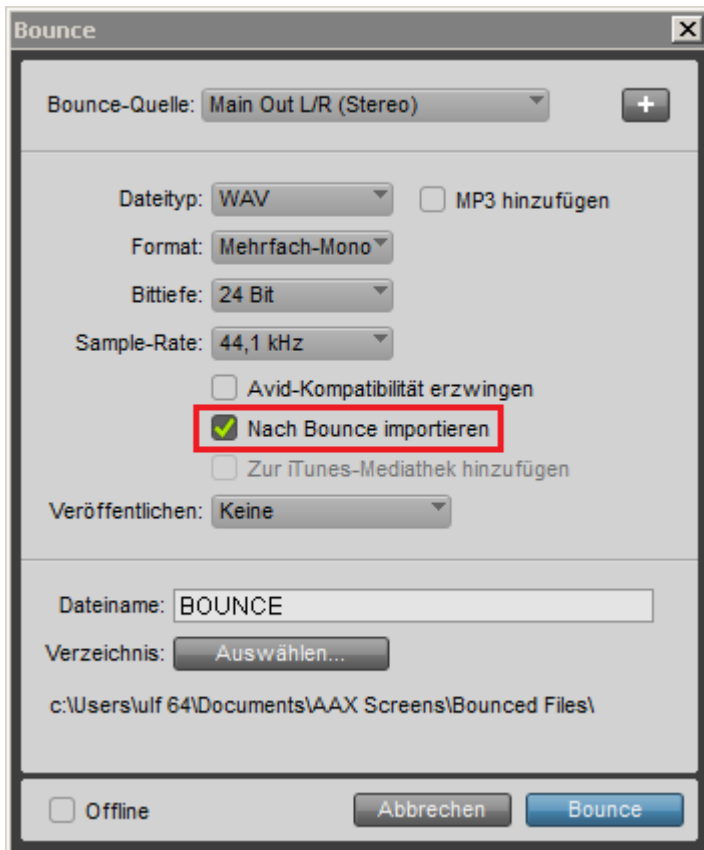 Bounce
Bounce-Quelle: Main Out L/R (Stereo)
Dateityp: WAV MP3 hinzufügen
Format: Mehrfach-Mono
Bittiefe: 24 Bit
Sample-Rate: 44,1 kHz
Avid-Kompatibilität erzwingen
Nach Bounce importieren
Zur iTunes-Mediathek hinzufügen
Veröffentlichen: Keine
Dateiname: BOUNCE
Verzeichnis: Auswählen...
c:\Users\ulf 64\Documents\AAX Screens\Bounced Files\
Offline Abbrechen Bounce